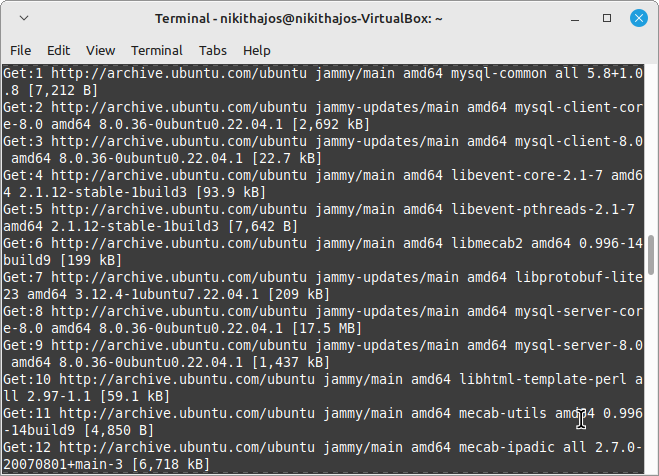 Terminal - nikithajos@nikithajos-VirtualBox: ~
File Edit View Terminal Tabs Help
Get:1 http://archive.ubuntu.com/ubuntu jammy/main amd64 mysql-common all 5.8+1.0
.8 [7,212 B]
Get:2 http://archive.ubuntu.com/ubuntu jammy-updates/main amd64 mysql-client-cor
e-8.0 amd64 8.0.36-0ubuntu0.22.04.1 [2,692 kB]
Get:3 http://archive.ubuntu.com/ubuntu jammy-updates/main amd64 mysql-client-8.0
 amd64 8.0.36-0ubuntu0.22.04.1 [22.7 kB]
Get:4 http://archive.ubuntu.com/ubuntu jammy/main amd64 libevent-core-2.1-7 amd6
4 2.1.12-stable-1build3 [93.9 kB]
Get:5 http://archive.ubuntu.com/ubuntu jammy/main amd64 libevent-pthreads-2.1-7
amd64 2.1.12-stable-1build3 [7,642 B]
Get:6 http://archive.ubuntu.com/ubuntu jammy/main amd64 libmecab2 amd64 0.996-14
build9 [199 kB]
Get:7 http://archive.ubuntu.com/ubuntu jammy/main amd64 libprotobuf-lite
23 amd64 3.12.4-1ubuntu7.22.04.1 [209 kB]
Get:8 http://archive.ubuntu.com/ubuntu jammy-updates/main amd64 mysql-server-cor
e-8.0 amd64 8.0.36-0ubuntu0.22.04.1 [17.5 MB]
Get:9 http://archive.ubuntu.com/ubuntu jammy-updates/main amd64 mysql-server-8.0
 amd64 8.0.36-0ubuntu0.22.04.1 [1,437 kB]
Get:10 http://archive.ubuntu.com/ubuntu jammy/main amd64 libhtml-template-perl a
ll 2.97-1.1 [59.1 kB]
Get:11 http://archive.ubuntu.com/ubuntu jammy/main amd64 mecab-utils amd64 0.996
-14build9 [4,850 B]
Get:12 http://archive.ubuntu.com/ubuntu jammy/main amd64 mecab-ipadic all 2.7.0-
20070801+main-3 [6,718 kB]